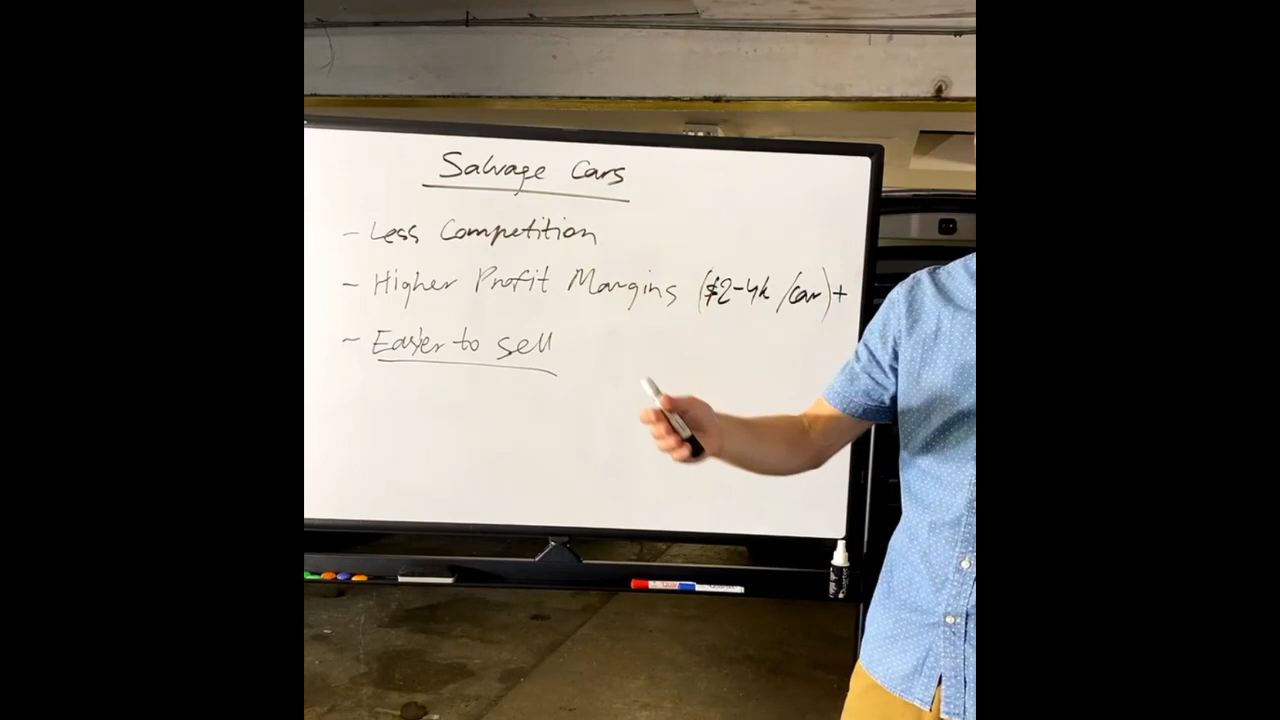 Salvage Cars
- Less Competition
- Higher Profit Margins ($2-4k/car)+
- Easier to sell